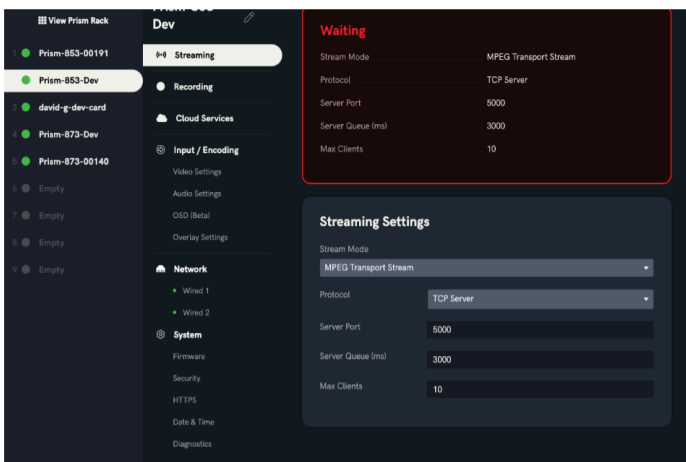 View Prism Rack
1 Prism-853-00191
Prism-853-Dev
3 david-g-dev-card
4 Prism-873-Dev
5 Prism-873-00140
6 Empty
7 Empty
8 Empty
9 Empty
Prism-853-
Dev
Streaming
Recording
Cloud Services
Input / Encoding
Video Settings
Audio Settings
OSD (Beta)
Overlay Settings
Network
Wired 1
Wired 2
System
Firmware
Security
HTTPS
Date & Time
Diagnostics
Waiting
Stream Mode MPEG Transport Stream
Protocol TCP Server
Server Port 5000
Server Queue (ms) 3000
Max Clients 10
Streaming Settings
Stream Mode
MPEG Transport Stream
Protocol TCP Server
Server Port 5000
Server Queue (ms) 3000
Max Clients 10